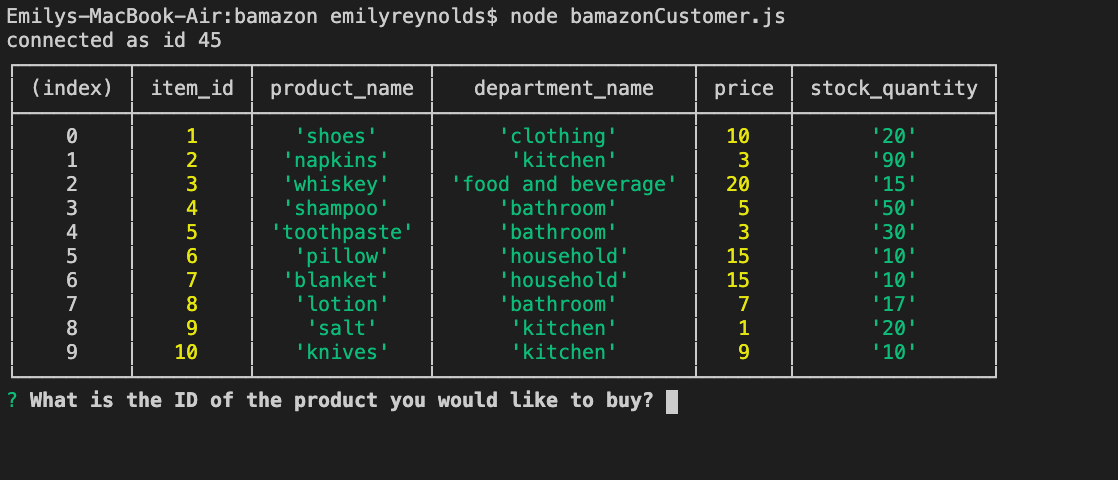 Emilys-MacBook-Air:bamazon emilyreynolds$ node bamazonCustomer.js
connected as id 45
(index) item_id product_name department_name price stock_quantity
0 1 'shoes' 'clothing' 10 '20'
1 2 'napkins' 'kitchen' 3 '90'
2 3 'whiskey' 'food and beverage' 20 '15'
3 4 'shampoo' 'bathroom' 5 '50'
4 5 'toothpaste' 'bathroom' 3 '30'
5 6 'pillow' 'household' 15 '10'
6 7 'blanket' 'household' 15 '10'
7 8 'lotion' 'bathroom' 7 '17'
8 9 'salt' 'kitchen' 1 '20'
9 10 'knives' 'kitchen' 9 '10'
? What is the ID of the product you would like to buy?